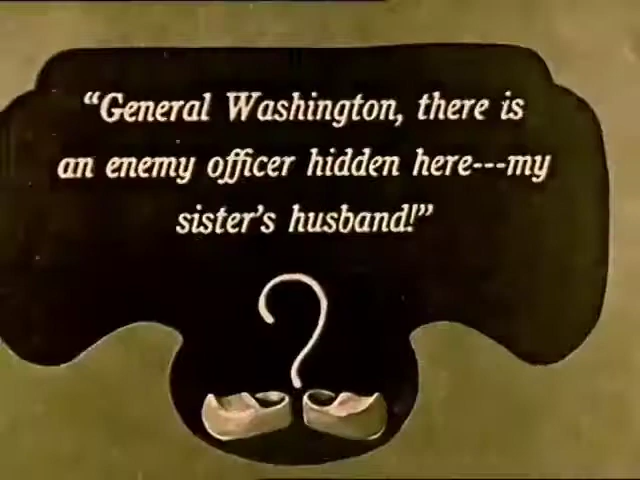 “General Washington, there is
an enemy officer hidden here---my
sister’s husband!”
?